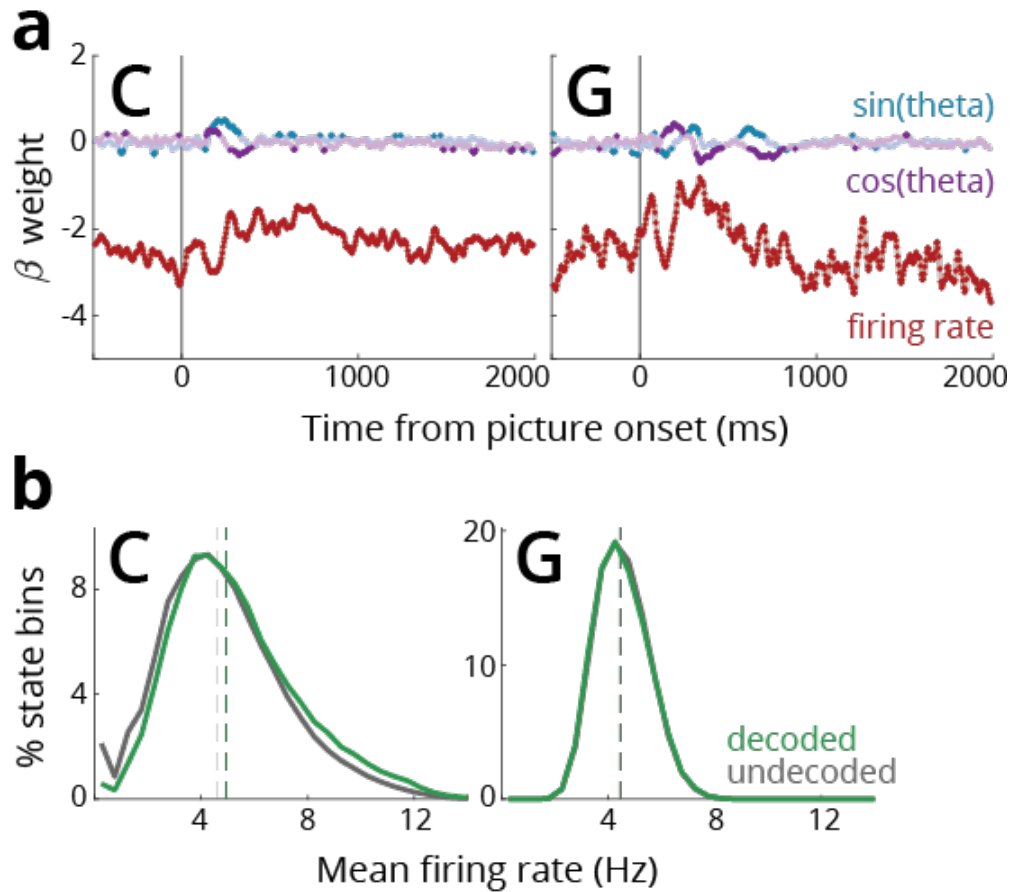 a
C
G
2
0
-2
-4
β weight
sin(theta)
cos(theta)
firing rate
0 1000 2000
0 1000 2000
Time from picture onset (ms)
b
C
G
8
4
0
20
10
0
% state bins
decoded
undecoded
4 8 12
4 8 12
Mean firing rate (Hz)